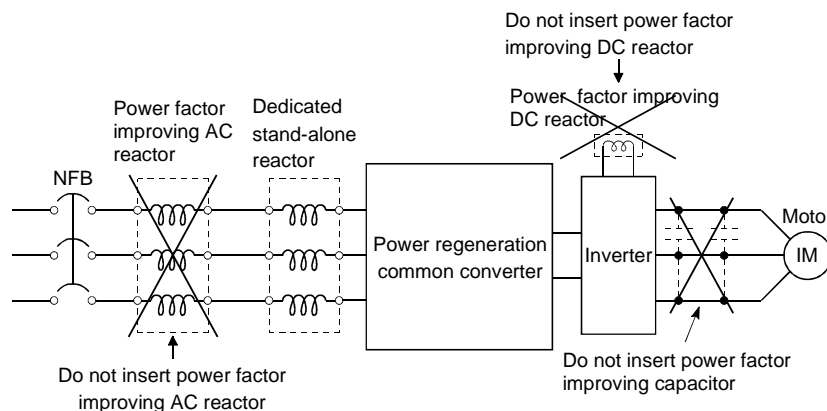 Do not insert power factor
improving DC reactor
Power factor improving
DC reactor
Power factor
improving AC
reactor
Dedicated
stand-alone
reactor
NFB
Power regeneration
common converter
Inverter
Moto
IM
Do not insert power factor
improving AC reactor
Do not insert power factor
improving capacitor